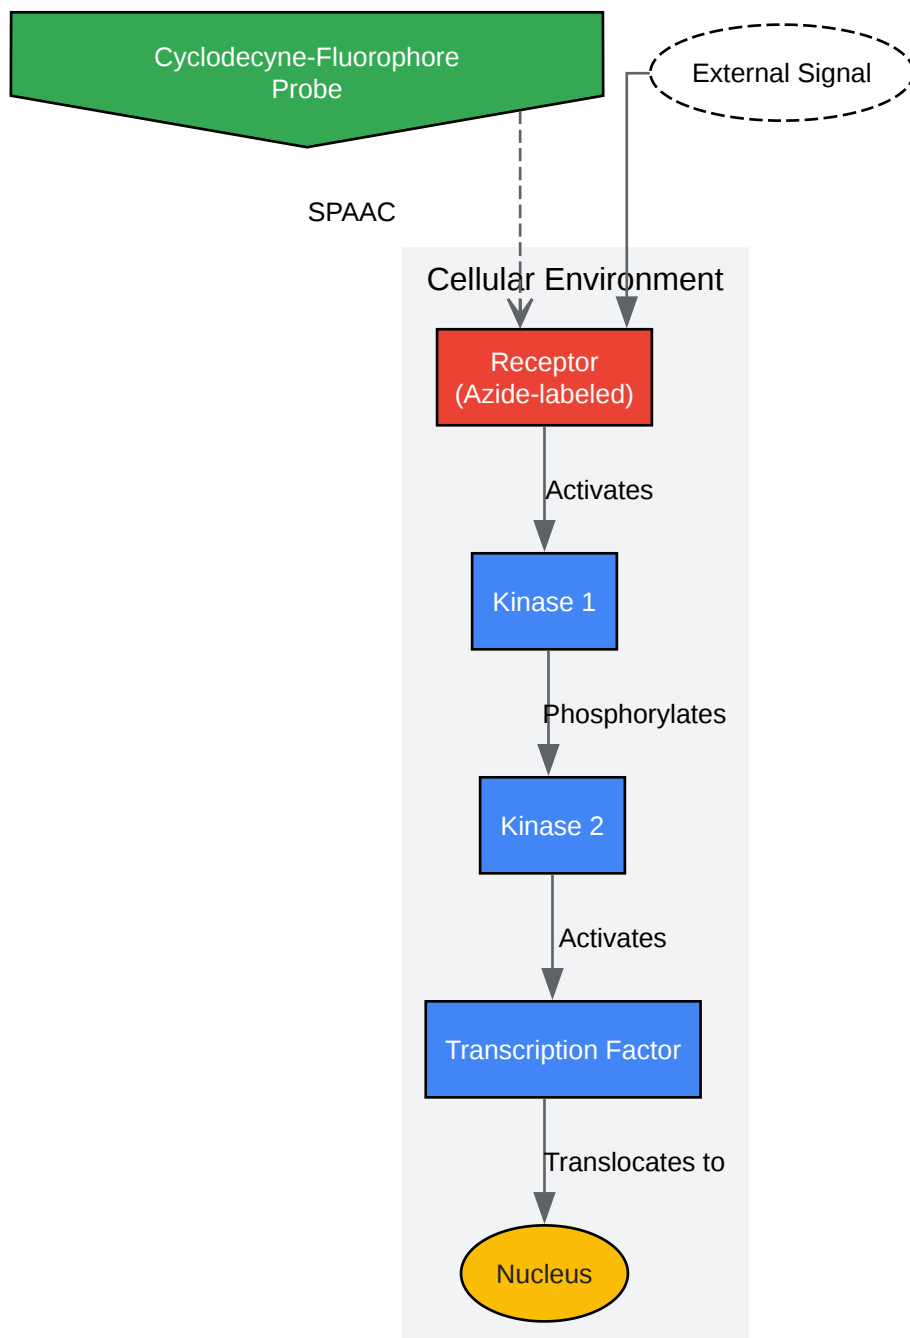 Cyclodecyne-Fluorophore
Probe
External Signal
SPAAC
Cellular Environment
Receptor
(Azide-labeled)
Activates
Kinase 1
Phosphorylates
Kinase 2
Activates
Transcription Factor
Translocates to
Nucleus